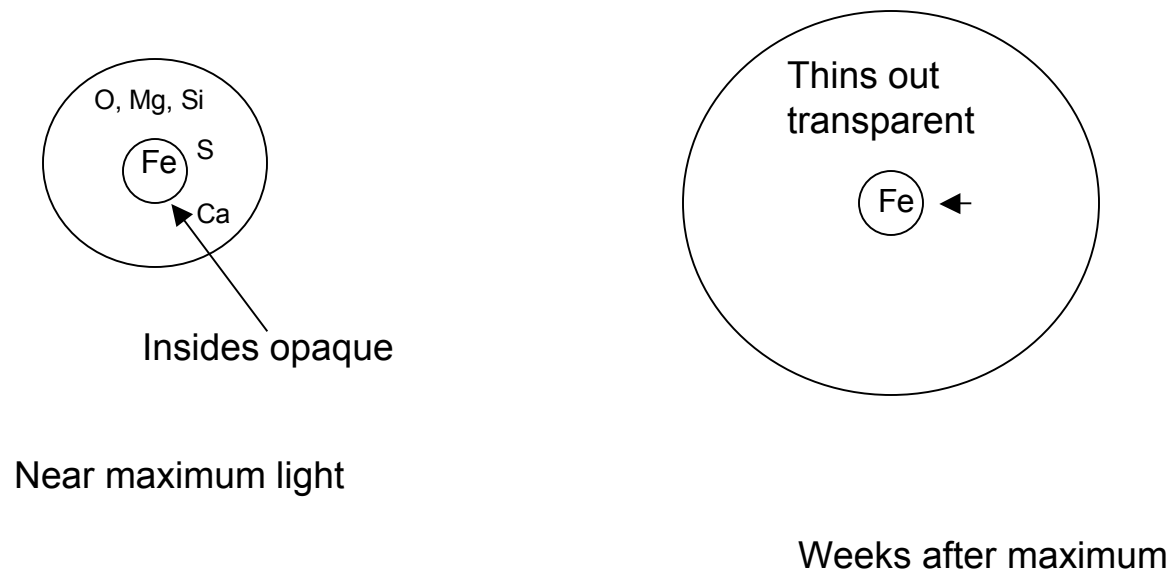 O, Mg, Si
Fe
S
Ca
Insides opaque
Near maximum light
Thins out
transparent
Fe
Weeks after maximum